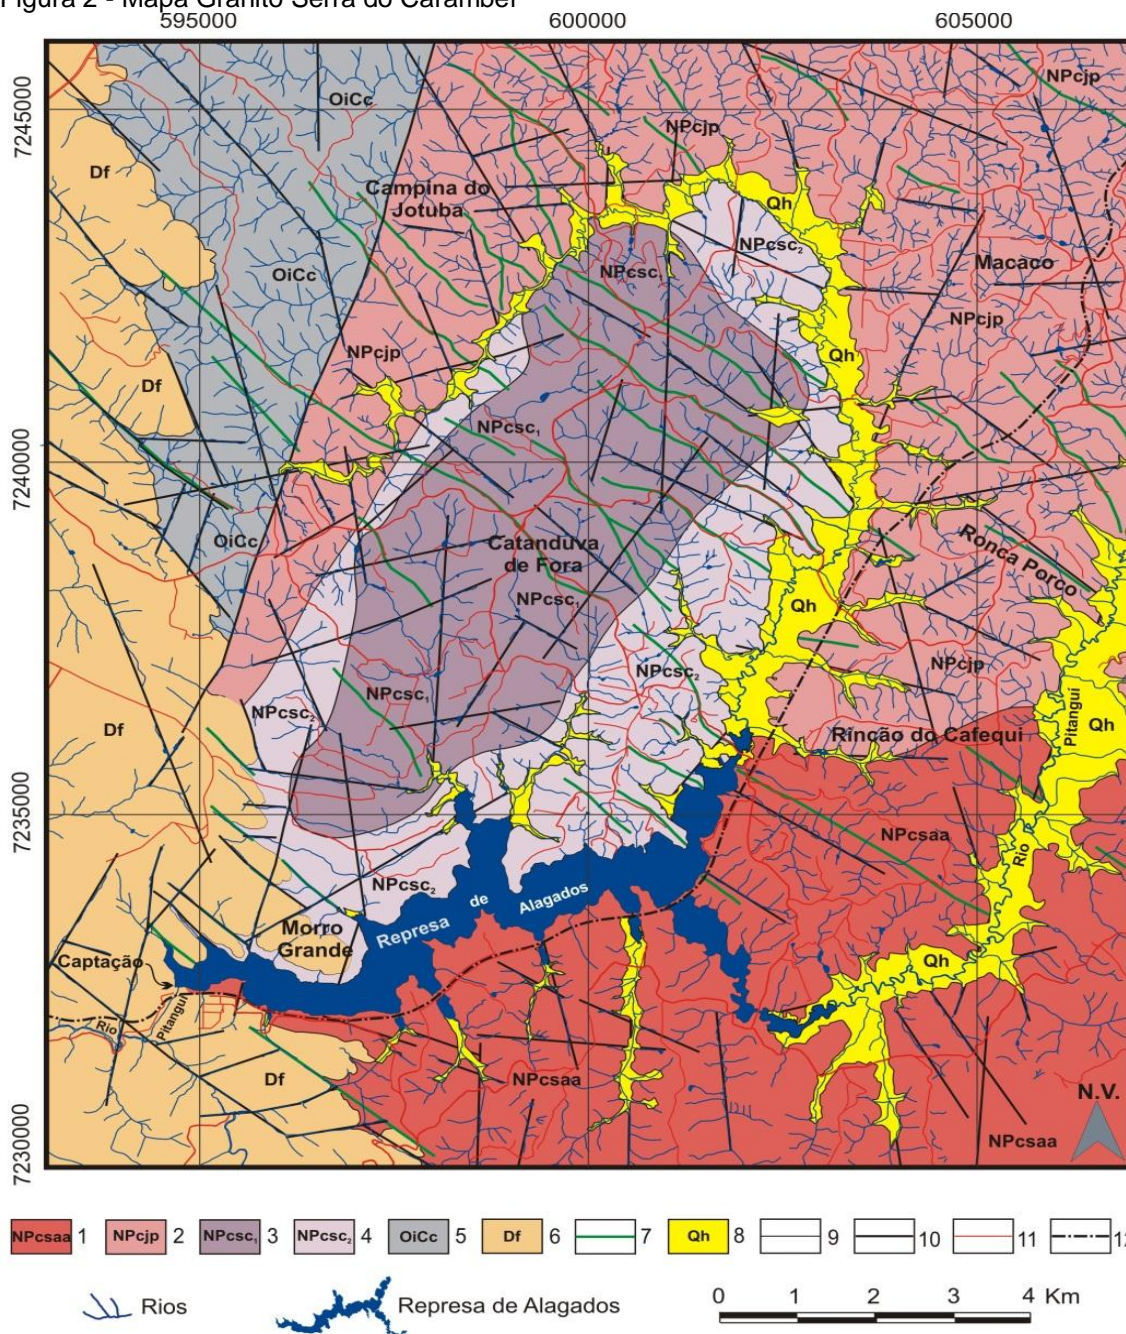 Figura 2 - Mapa Granito Serra do Carambeí
595000 600000 605000
7245000
7240000
7235000
7230000
NPcjp
OiCc
NPcjp
Df
Campina do
Jotuba
Qh
NPcsc₂
OiCc
NPcsc₁
Macaco
NPcjp
NPcjp
Qh
Df
NPcsc₁
OiCc
Catanduva
de Fora
Ronca Porco
NPcsc₁
Qh
NPcjp
NPcsc₂
NPcsc₁
NPcsc₂
Df
Rincão do Cafequi
Pitanguí
Qh
NPcsaa
Rio
NPcsc₂
Represa de Alagados
Morro
Grande
Captação
Qh
Rio Pitanguí
Df
NPcsaa
N.V.
NPcsaa
NPcsaa 1 NPcjp 2 NPcsc₁ 3 NPcsc₂ 4 OiCc 5 Df 6 7 Qh 8 9 10 11 12
Rios
Represa de Alagados
0 1 2 3 4 Km